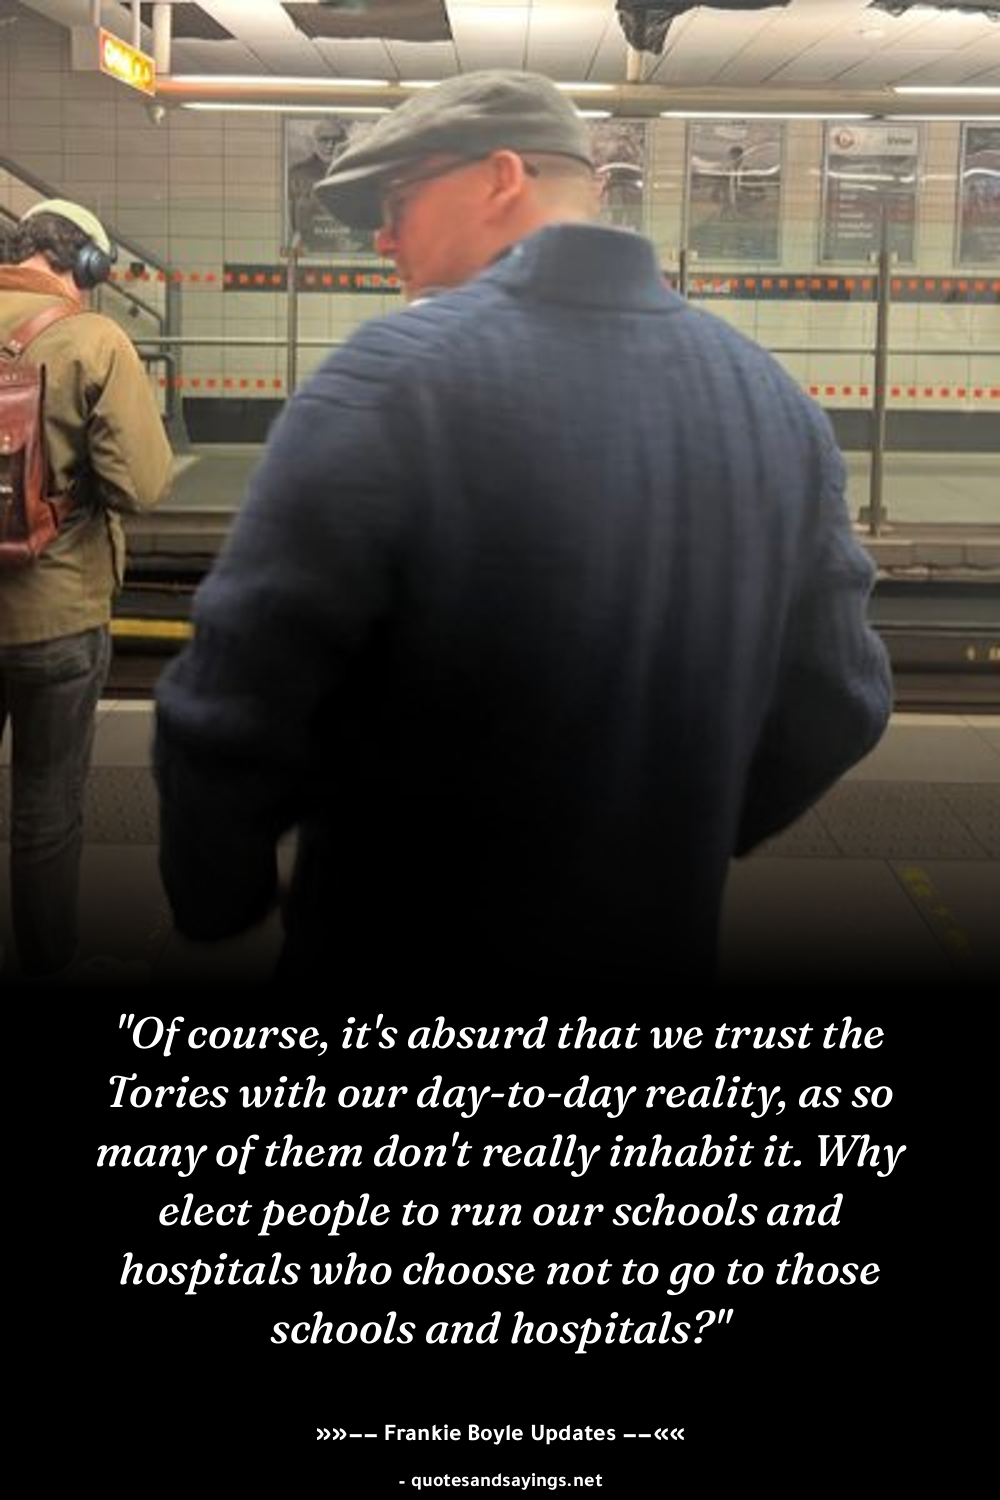 "Of course, it's absurd that we trust the
Tories with our day-to-day reality, as so
many of them don't really inhabit it. Why
elect people to run our schools and
hospitals who choose not to go to those
schools and hospitals?"
»»−− Frankie Boyle Updates −−««
- quotesandsayings.net